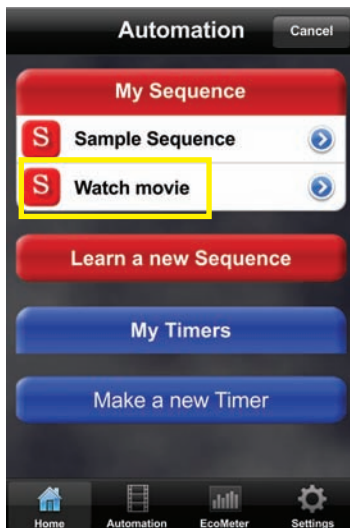 Automation Cancel
My Sequence
S Sample Sequence
S Watch movie
Learn a new Sequence
My Timers
Make a new Timer
Home Automation EcoMeter Settings